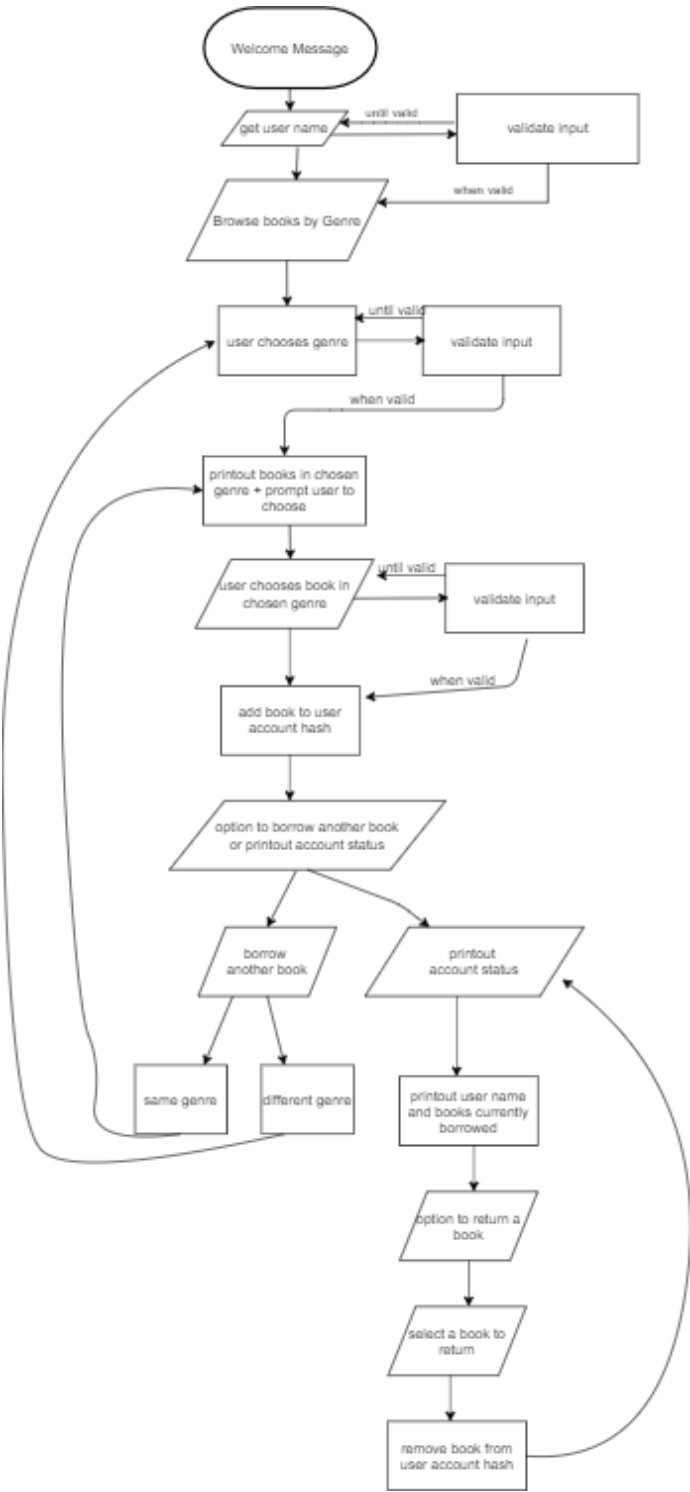 Welcome Message
until valid
get user name
validate input
when valid
Browse books by Genre
until valid
user chooses genre
validate input
when valid
printout books in chosen
genre + prompt user to
choose
until valid
user chooses book in
chosen genre
validate input
when valid
add book to user
account hash
option to borrow another book
or printout account status
borrow
another book
printout
account status
same genre
different genre
printout user name
and books currently
borrowed
option to return a
book
select a book to
return
remove book from
user account hash